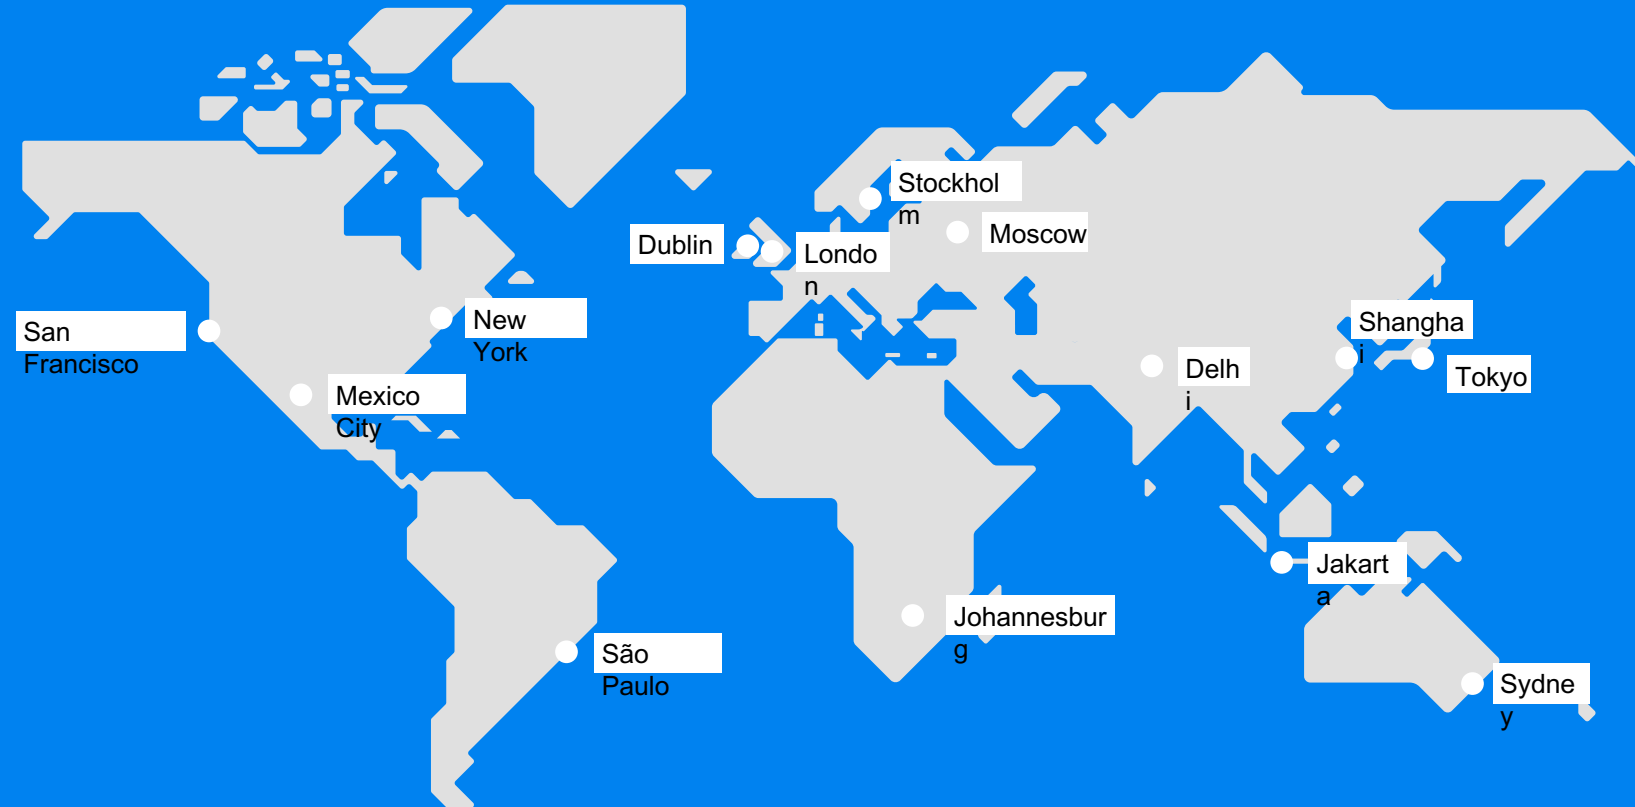 Stockhol
m
Moscow
Dublin
Londo
n
San
Francisco
New
York
Shangha
i
Delh
i
Tokyo
Mexico
City
Jakart
a
Johannesbur
g
São
Paulo
Sydne
y